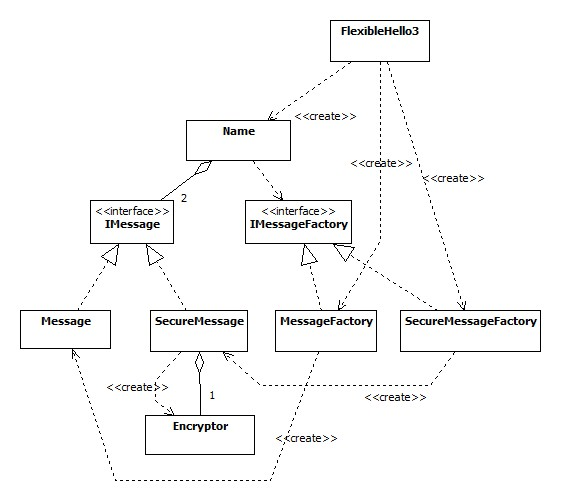 FlexibleHello3
<<create>>
Name
<<create>>
<<create>>
2
<<interface>>
IMessage
<<interface>>
IMessageFactory
Message
SecureMessage
MessageFactory
SecureMessageFactory
<<create>>
1
<<create>>
Encryptor
<<create>>